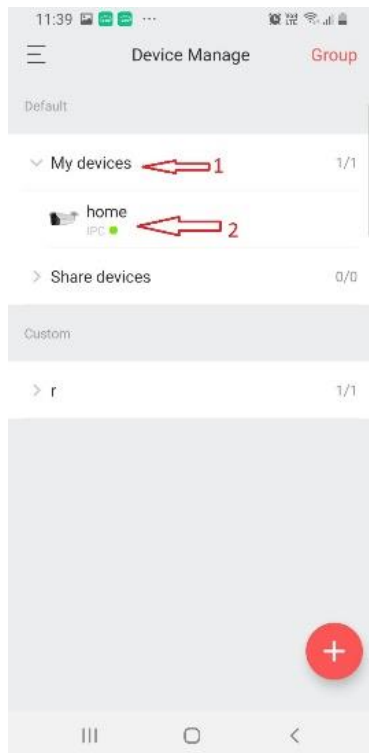 11:39
Device Manage
Group
Default
My devices
1
1/1
home
IPC
2
Share devices
0/0
Custom
r
1/1